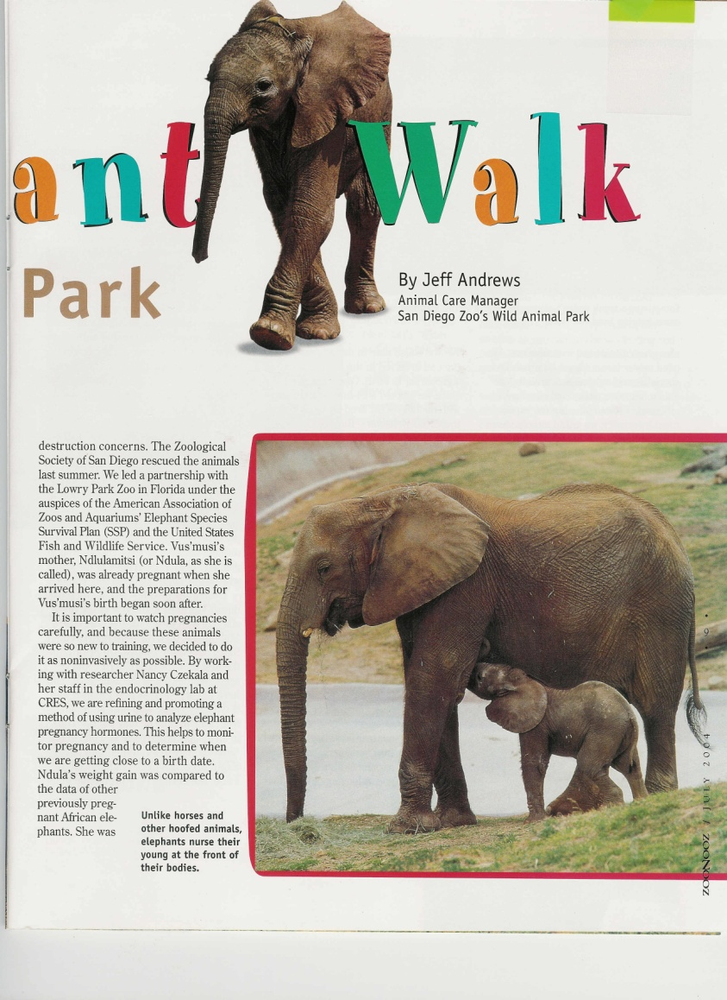 ant Walk
Park
By Jeff Andrews
Animal Care Manager
San Diego Zoo's Wild Animal Park
destruction concerns. The Zoological
Society of San Diego rescued the animals
last summer. We led a partnership with
the Lowry Park Zoo in Florida under the
auspices of the American Association of
Zoos and Aquariums' Elephant Species
Survival Plan (SSP) and the United States
Fish and Wildlife Service. Vus'musi's
mother, Ndlulamitsi (or Ndula, as she is
called), was already pregnant when she
arrived here, and the preparations for
Vus'musi's birth began soon after.
It is important to watch pregnancies
carefully, and because these animals
were so new to training, we decided to do
it as noninvasively as possible. By work-
ing with researcher Nancy Czekala and
her staff in the endocrinology lab at
CRES, we are refining and promoting a
method of using urine to analyze elephant
pregnancy hormones. This helps to moni-
tor pregnancy and to determine when
we are getting close to a birth date.
Ndula's weight gain was compared to
the data of other
previously preg-
nant African ele-
phants. She was
Unlike horses and
other hoofed animals,
elephants nurse their
young at the front of
their bodies.
ZOONOOZ / JULY 2004 • 9 •